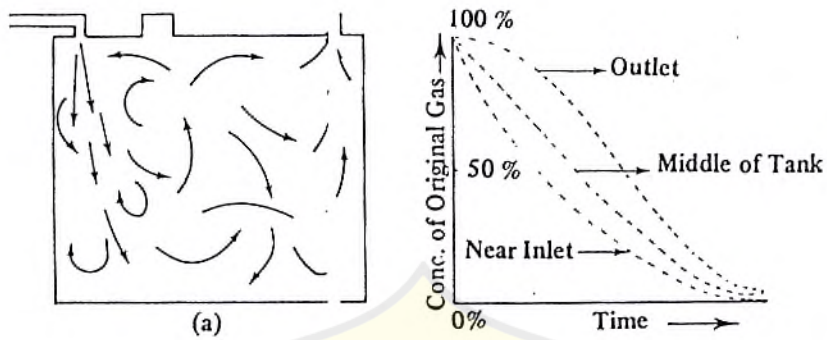 100 %
Outlet
50 %
Middle of Tank
Near Inlet
Conc. of Original Gas
0%
Time
(a)